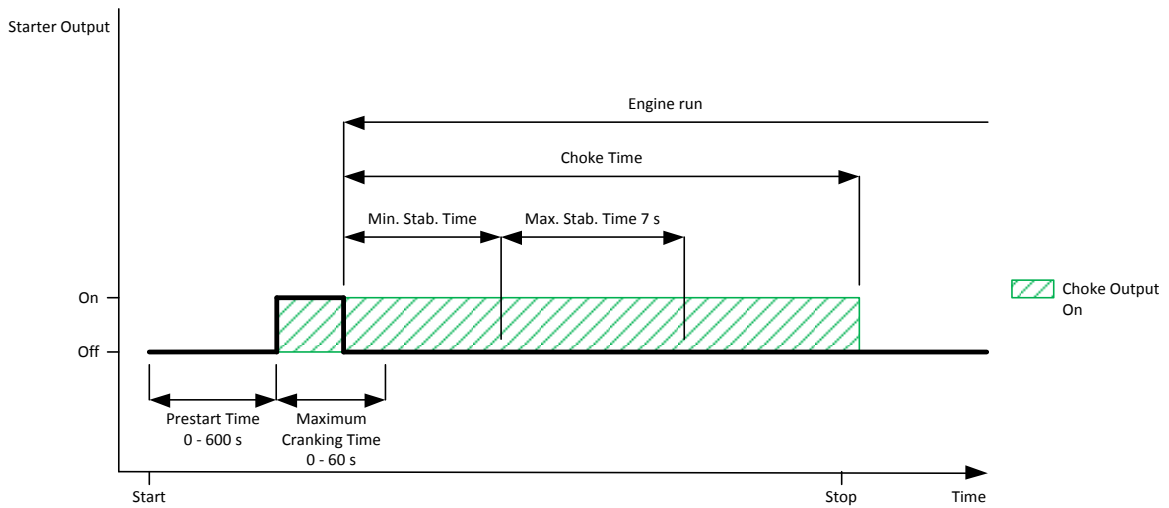 Starter Output
Engine run
Choke Time
Min. Stab. Time
Max. Stab. Time 7 s
On
Choke Output
On
Off
Prestart Time
0 - 600 s
Maximum
Cranking Time
0 - 60 s
Start
Stop
Time